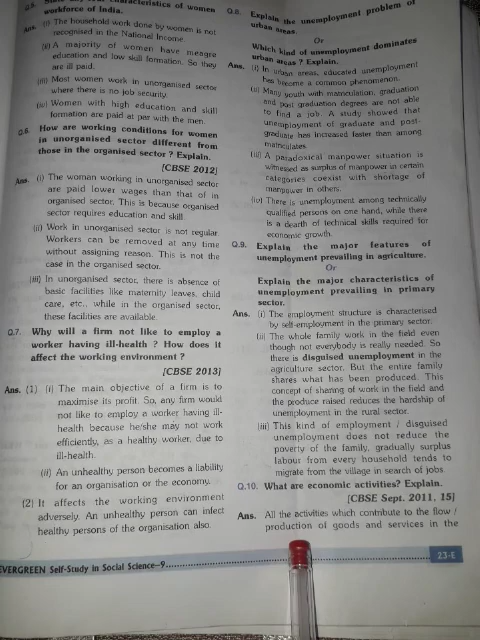 Q.5.
characteristics of women
workforce of India.
Ans. (i) The household work done by women is not
recognised in the National Income.
(ii) A majority of women have meagre
education and low skill formation. So they
are ill paid.
(iii) Most women work in unorganised sector
where there is no job security.
(iv) Women with high education and skill
formation are paid at par with the men.
Q.6. How are working conditions for women
in unorganised sector different from
those in the organised sector ? Explain.
[CBSE 2012]
Ans. (i) The woman working in unorganised sector
are paid lower wages than that of in
organised sector. This is because organised
sector requires education and skill.
(ii) Work in unorganised sector is not regular.
Workers can be removed at any time
without assigning reason. This is not the
case in the organised sector.
(iii) In unorganised sector, there is absence of
basic facilities like maternity leaves, child
care, etc., while in the organised sector,
these facilities are available.
Q.7. Why will a firm not like to employ a
worker having ill-health ? How does it
affect the working environment ?
[CBSE 2013]
Ans. (1) (i) The main objective of a firm is to
maximise its profit. So, any firm would
not like to employ a worker having ill-
health because he/she may not work
efficiently, as a healthy worker, due to
ill-health.
(ii) An unhealthy person becomes a liability
for an organisation or the economy.
(2) It affects the working environment
adversely. An unhealthy person can infect
healthy persons of the organisation also.
Q.8. Explain the unemployment problem of
urban areas.
Or
Which kind of unemployment dominates
urban areas ? Explain.
Ans. (i) In urban areas, educated unemployment
has become a common phenomenon.
(ii) Many youth with matriculation, graduation
and post graduation degrees are not able
to find a job. A study showed that
unemployment of graduate and post-
graduate has increased faster than among
matriculates.
(iii) A paradoxical manpower situation is
witnessed as surplus of manpower in certain
categories coexist with shortage of
manpower in others.
(iv) There is unemployment among technically
qualified persons on one hand, while there
is a dearth of technical skills required for
economic growth.
Q.9. Explain the major features of
unemployment prevailing in agriculture.
Or
Explain the major characteristics of
unemployment prevailing in primary
sector.
Ans. (i) The employment structure is characterised
by self-employment in the primary sector.
(ii) The whole family work in the field even
though not everybody is really needed. So
there is disguised unemployment in the
agriculture sector. But the entire family
shares what has been produced. This
concept of sharing of work in the field and
the produce raised reduces the hardship of
unemployment in the rural sector.
(iii) This kind of employment / disguised
unemployment does not reduce the
poverty of the family, gradually surplus
labour from every household tends to
migrate from the village in search of jobs.
Q.10. What are economic activities? Explain.
[CBSE Sept. 2011, 15]
Ans. All the activities which contribute to the flow /
production of goods and services in the
EVERGREEN Self-Study in Social Science-9
23-E